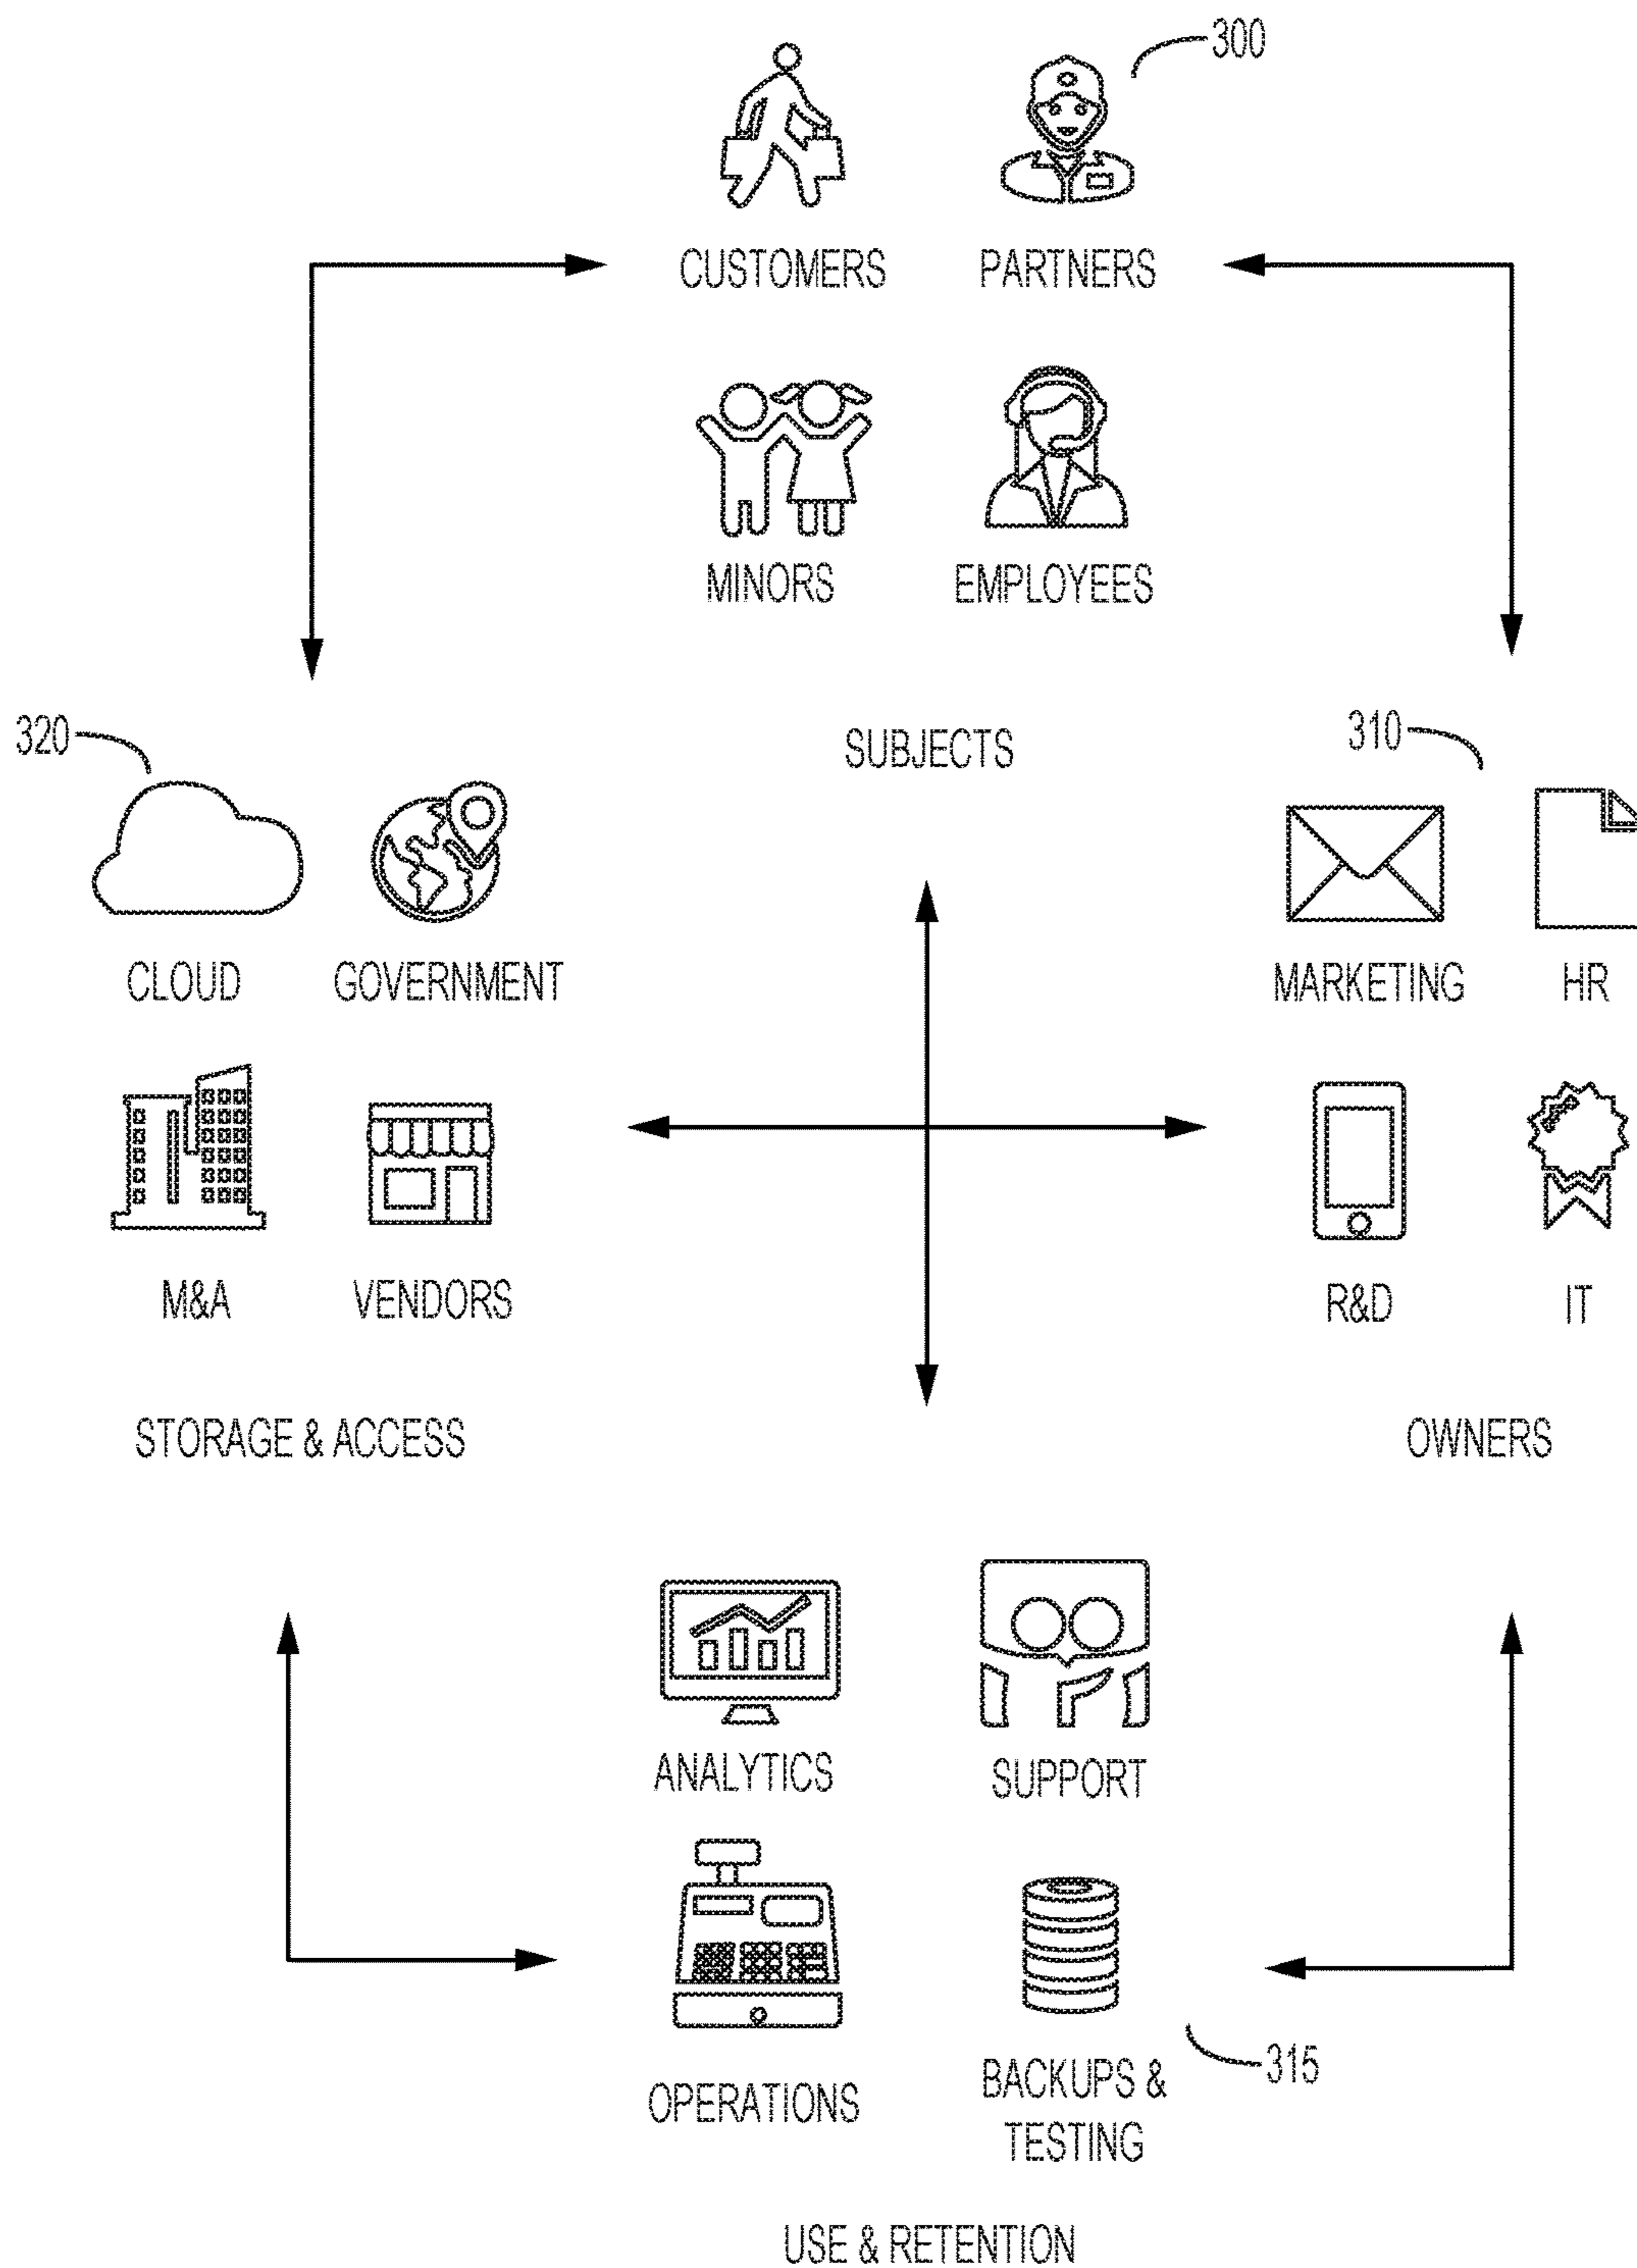 300
CUSTOMERS
PARTNERS
MINORS
EMPLOYEES
SUBJECTS
320
CLOUD
GOVERNMENT
M&A
VENDORS
STORAGE & ACCESS
310
MARKETING
HR
R&D
IT
OWNERS
ANALYTICS
SUPPORT
OPERATIONS
BACKUPS &
TESTING
315
USE & RETENTION